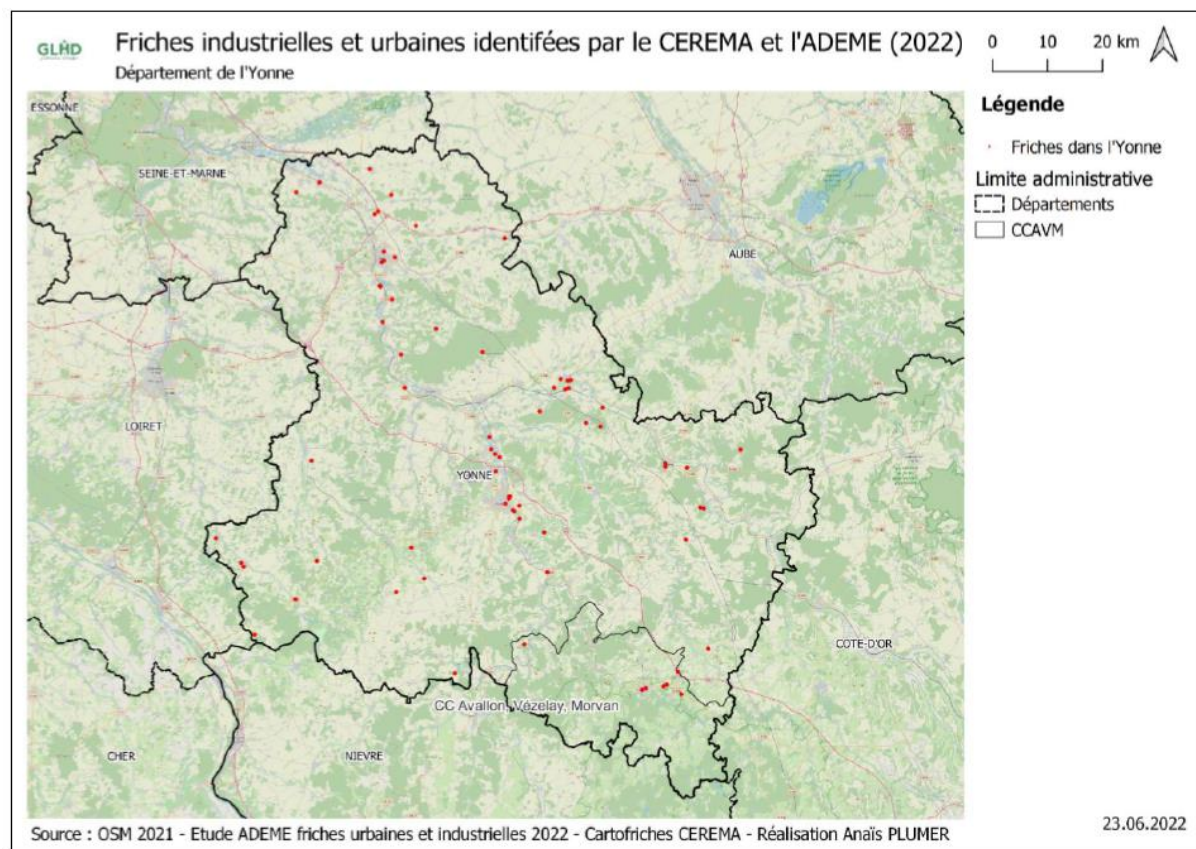 GLHD
Friches industrielles et urbaines identifées par le CEREMA et l'ADEME (2022)
Département de l'Yonne
0 10 20 km
Légende
Friches dans l'Yonne
Limite administrative
Départements
CCAVM
ESSONNE
SEINE-ET-MARNE
AUBE
LOIRET
YONNE
COTE-D'OR
CC Avallon, Vézelay, Morvan
CHER
NIEVRE
Source : OSM 2021 - Etude ADEME friches urbaines et industrielles 2022 - Cartofriches CEREMA - Réalisation Anaïs PLUMER
23.06.2022